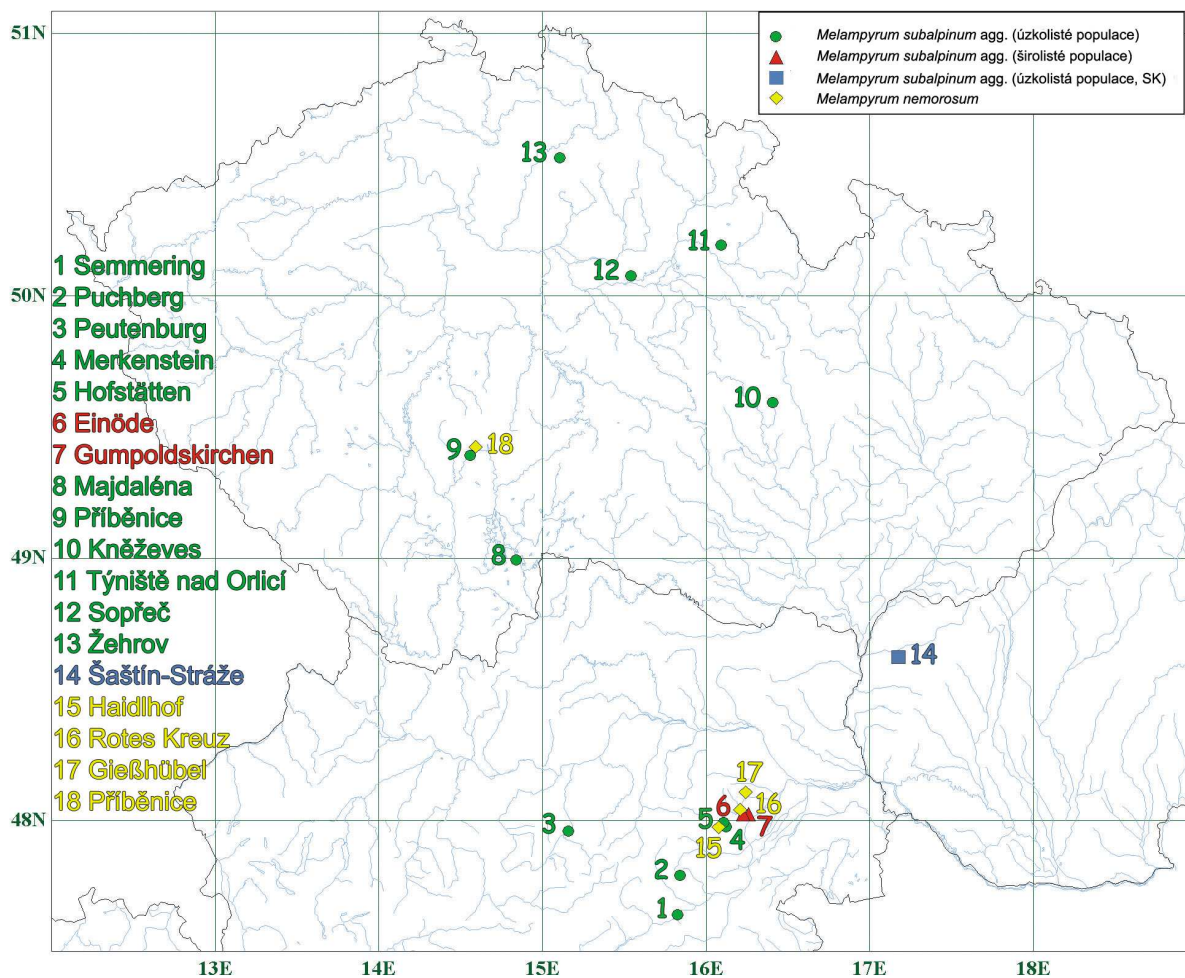 51N
Melampyrum subalpinum agg. (úzkolisté populace)
Melampyrum subalpinum agg. (širolisté populace)
Melampyrum subalpinum agg. (úzkolistá populace, SK)
Melampyrum nemorosum
13
11
12
1 Semmering
2 Puchberg
50N
3 Peutenburg
4 Merkenstein
5 Hofstätten
10
6 Einöde
9
18
7 Gumpoldskirchen
8 Majdaléna
9 Příběnice
10 Kněževes
49N
8
11 Týniště nad Orlicí
12 Sopřeč
13 Žehrov
14
14 Šaštín-Stráže
15 Haidlhof
16 Rotes Kreuz
17 Gießhübel
17
18 Příběnice
6
16
48N
3
5
7
4
15
2
1
13E
14E
15E
16E
17E
18E